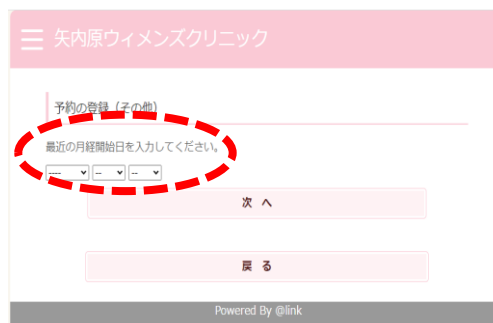 矢内原ウィメンズクリニック
予約の登録（その他）
最近の月経開始日を入力してください。
---- -- --
次 へ
戻 る
Powered By @link